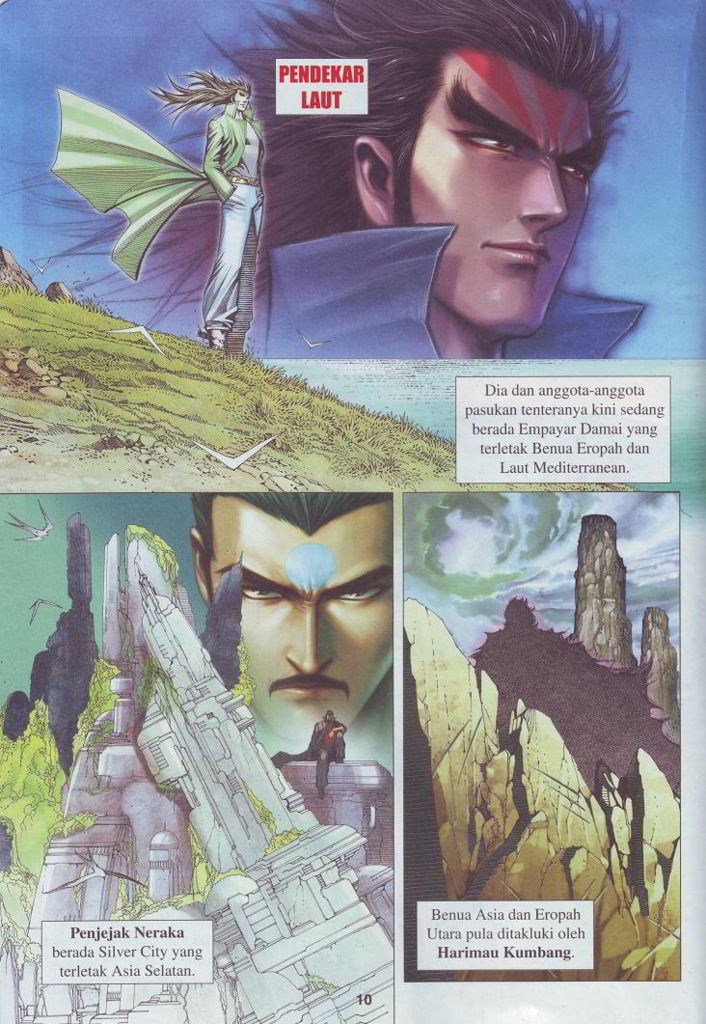 PENDEKAR
LAUT
Dia dan anggota-anggota
pasukan tenteranya kini sedang
berada Empayar Damai yang
terletak Benua Eropah dan
Laut Mediterranean.
Penjejak Neraka
berada Silver City yang
terletak Asia Selatan.
Benua Asia dan Eropah
Utara pula ditakluki oleh
Harimau Kumbang.
10